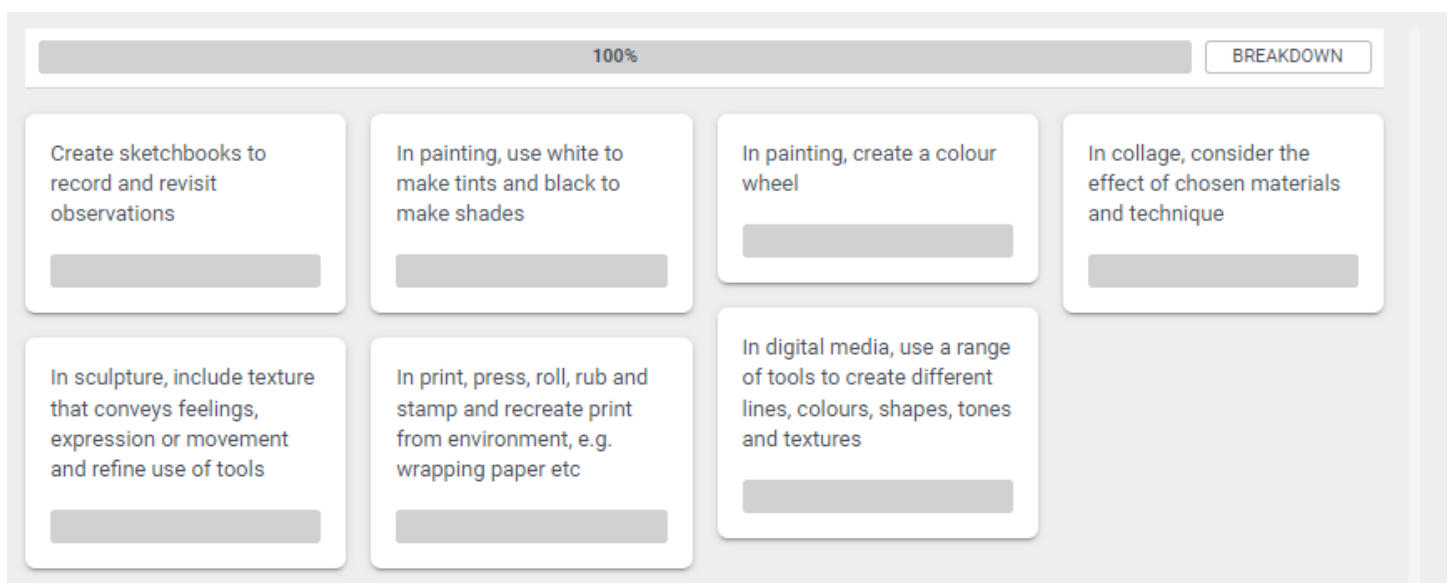 100%
BREAKDOWN
Create sketchbooks to
record and revisit
observations
In painting, use white to
make tints and black to
make shades
In painting, create a colour
wheel
In collage, consider the
effect of chosen materials
and technique
In sculpture, include texture
that conveys feelings,
expression or movement
and refine use of tools
In print, press, roll, rub and
stamp and recreate print
from environment, e.g.
wrapping paper etc
In digital media, use a range
of tools to create different
lines, colours, shapes, tones
and textures